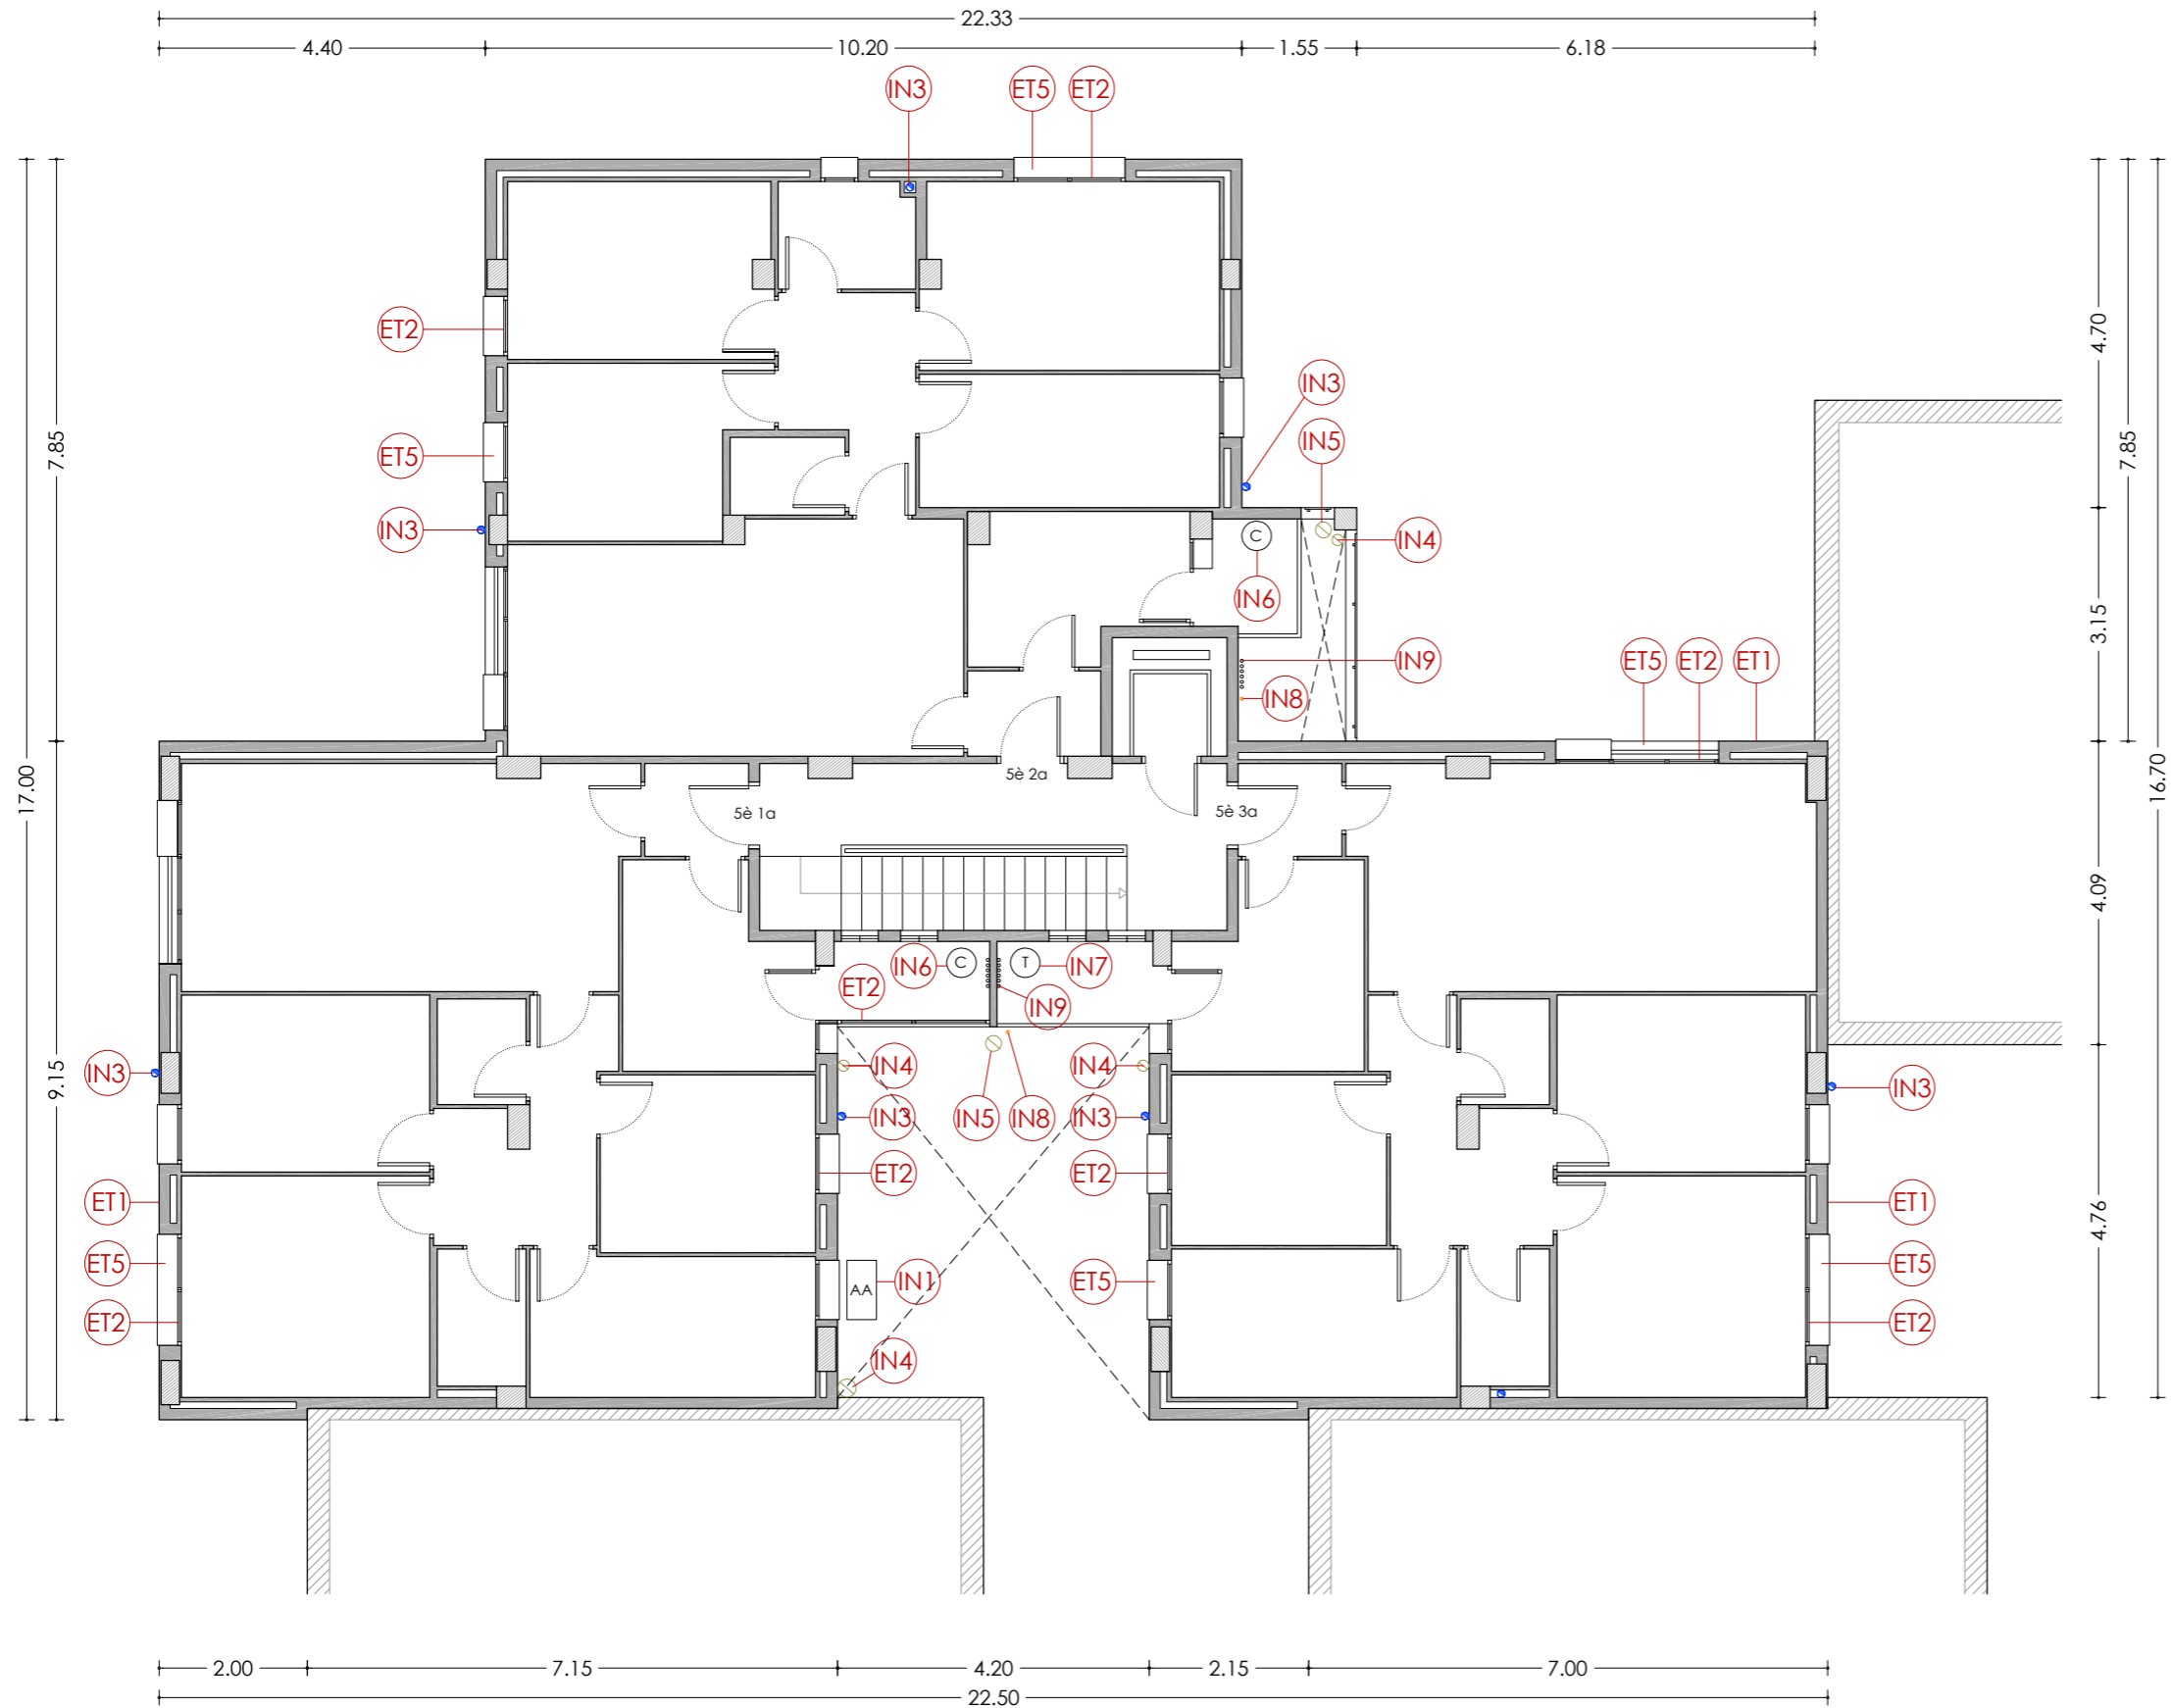 22.33
4.40 10.20 1.55 6.18
IN3 ET5 ET2
ET2
4.70
IN3
7.85
ET5
IN5
7.85
IN3
C
IN4
IN6
3.15
IN9
ET5 ET2 ET1
IN8
5è 2a
17.00
16.70
5è 1a
5è 3a
4.09
IN6 C T IN7
ET2
IN9
IN3
IN4
IN4
9.15
IN3
IN3 IN5 IN8 IN3
ET2
ET2
ET1
ET1
4.76
ET5
AA IN1
ET5
ET5
ET2
ET2
IN4
2.00 7.15 4.20 2.15 7.00
22.50